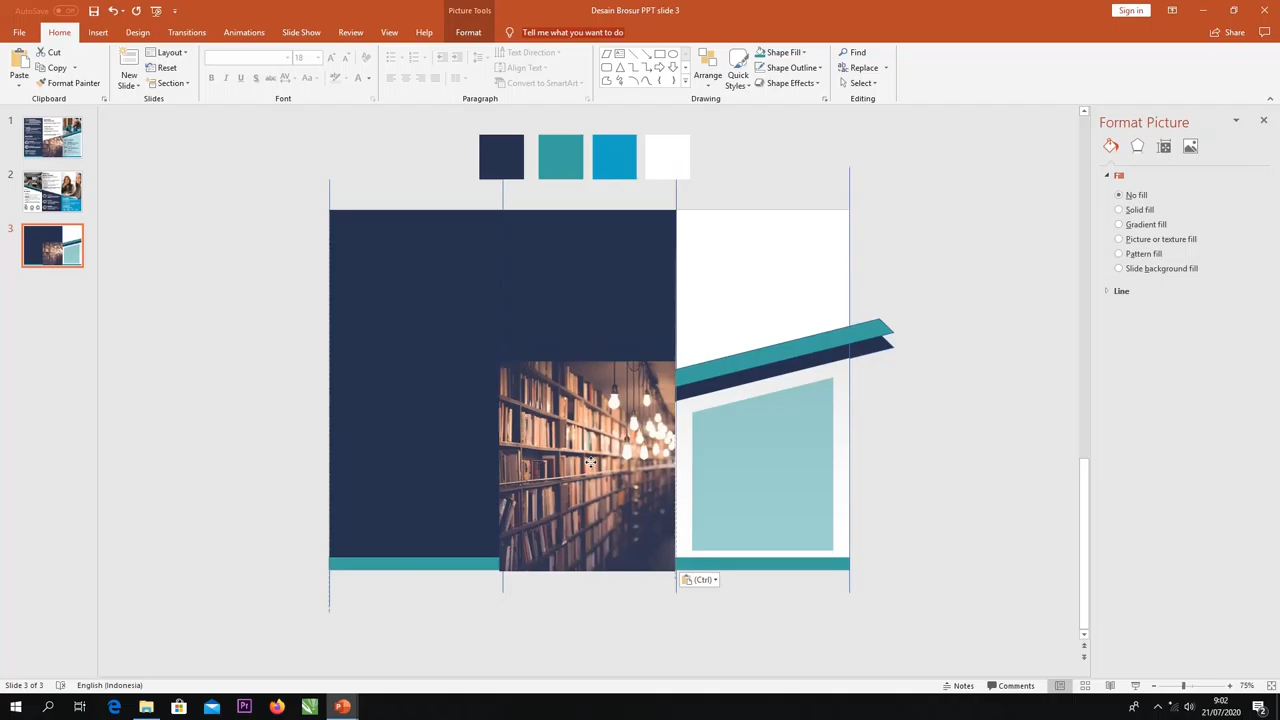 AutoSave Off
Desain Brosur PPT slide 3
Picture Tools
Sign in
File Home Insert Design Transitions Animations Slide Show Review View Help Format Tell me what you want to do Share
Paste
Cut
Copy
Format Painter
Clipboard
New
Slide
Layout
Reset
Section
Slides
18
Font
Text Direction
Align Text
Convert to SmartArt
Paragraph
Arrange
Quick
Styles
Shape Fill
Shape Outline
Shape Effects
Drawing
Find
Replace
Select
Editing
1
2
3
(Ctrl)
Format Picture
Fill
No fill
Solid fill
Gradient fill
Picture or texture fill
Pattern fill
Slide background fill
Line
Slide 3 of 3
English (Indonesia)
Notes
Comments
75%
9:02
21/07/2020